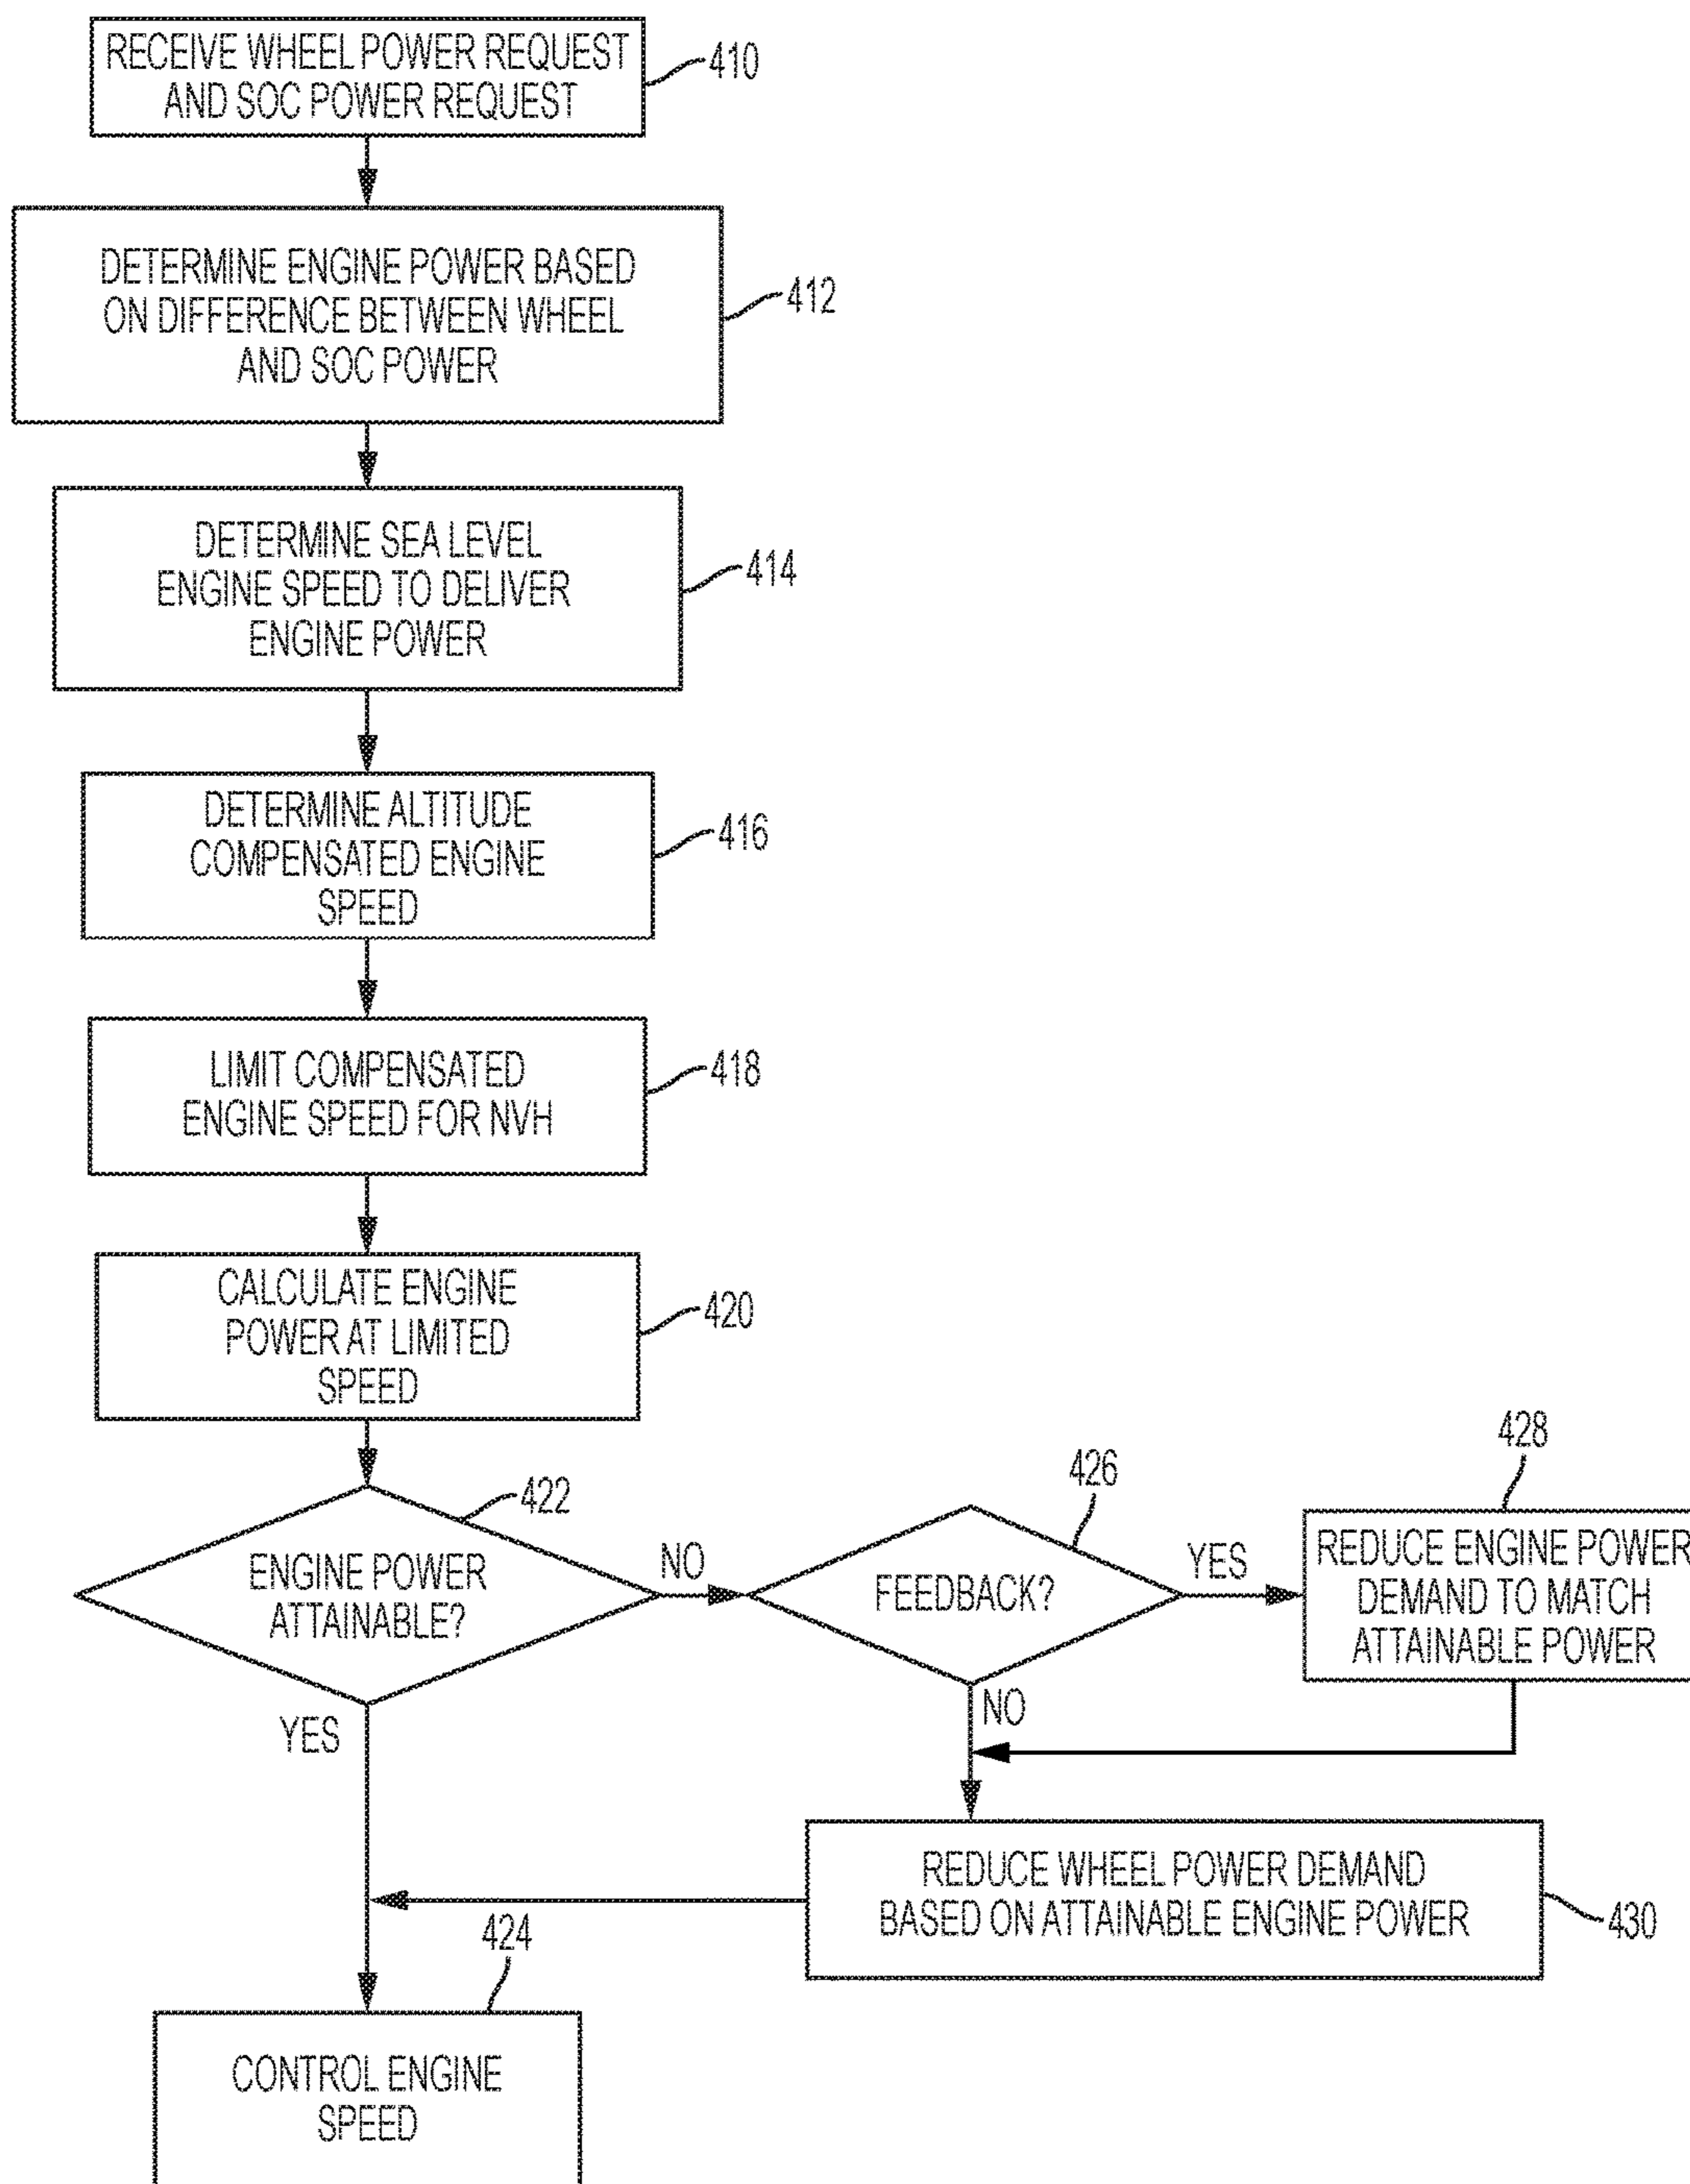 RECEIVE WHEEL POWER REQUEST
AND SOC POWER REQUEST
410
DETERMINE ENGINE POWER BASED
ON DIFFERENCE BETWEEN WHEEL
AND SOC POWER
412
DETERMINE SEA LEVEL
ENGINE SPEED TO DELIVER
ENGINE POWER
414
DETERMINE ALTITUDE
COMPENSATED ENGINE
SPEED
416
LIMIT COMPENSATED
ENGINE SPEED FOR NVH
418
CALCULATE ENGINE
POWER AT LIMITED
SPEED
420
ENGINE POWER
ATTAINABLE?
422
NO
YES
FEEDBACK?
426
YES
NO
REDUCE ENGINE POWER
DEMAND TO MATCH
ATTAINABLE POWER
428
REDUCE WHEEL POWER DEMAND
BASED ON ATTAINABLE ENGINE POWER
430
CONTROL ENGINE
SPEED
424